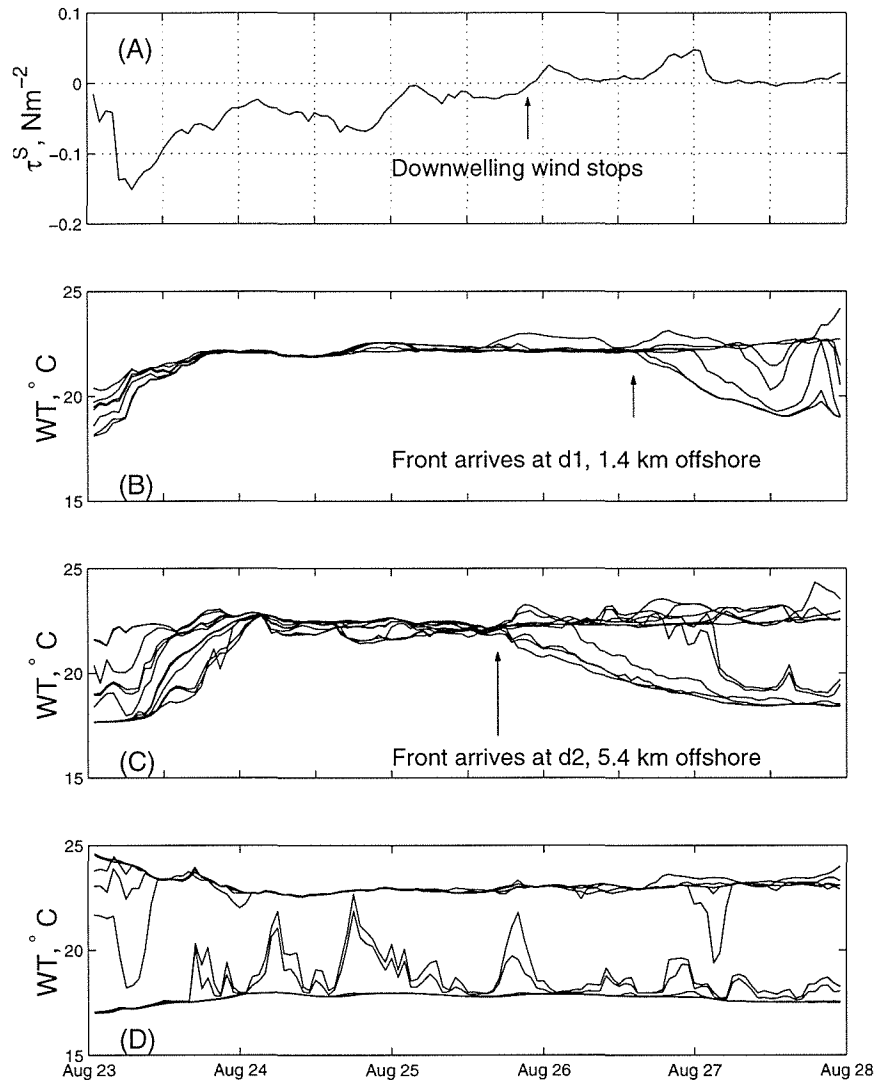 0.1
(A)
0
τˢ, Nm⁻²
-0.1
Downwelling wind stops
-0.2
25
WT, ° C
20
Front arrives at d1, 1.4 km offshore
(B)
15
25
WT, ° C
20
Front arrives at d2, 5.4 km offshore
(C)
15
25
WT, ° C
20
(D)
15
Aug 23 Aug 24 Aug 25 Aug 26 Aug 27 Aug 28